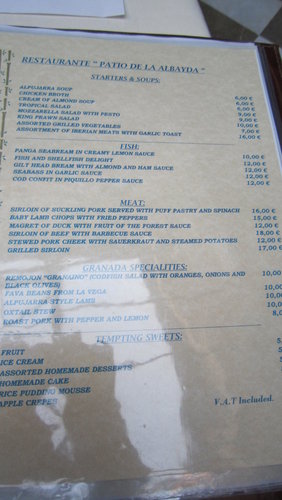 RESTAURANTE " PATIO DE LA ALBAYDA "
STARTERS & SOUPS:
ALPUJARRA SOUP
CHICKEN BROTH 6,00 €
CREAM OF ALMOND SOUP 6,00 €
TROPICAL SALAD 6,00 €
MOZZARELLA SALAD WITH PESTO 9,00 €
KING PRAWN SALAD 9,00 €
ASSORTED GRILLED VEGETABLES 10,00 €
ASSORTMENT OF IBERIAN MEATS WITH GARLIC TOAST 7,00 €
16,00 €
FISH:
PANGA SEABREAM IN CREAMY LEMON SAUCE
FISH AND SHELLFISH DELIGHT 10,00 €
GILT HEAD BREAM WITH ALMOND AND HAM SAUCE 12,00 €
SEABASS IN GARLIC SAUCE 12,00 €
COD CONFIT IN PIQUILLO PEPPER SAUCE 12,00 €
12,00 €
MEAT:
SIRLOIN OF SUCKLING PORK SERVED WITH PUFF PASTRY AND SPINACH 16,00 €
BABY LAMB CHOPS WITH FRIED PEPPERS 15,00 €
MAGRET OF DUCK WITH FRUIT OF THE FOREST SAUCE 12,00 €
SIRLOIN OF BEEF WITH BARBECUE SAUCE 18,00 €
STEWED PORK CHEEK WITH SAUERKRAUT AND STEAMED POTATOES 12,00 €
GRILLED SIRLOIN 17,00 €
GRANADA SPECIALITIES:
REMOJON "GRANAINO" (CODFISH SALAD WITH ORANGES, ONIONS AND 10,00
BLACK OLIVES)
FAVA BEANS FROM LA VEGA 10,00
ALPUJARRA STYLE LAMB 10,00
OXTAIL STEW 10,00
ROAST PORK WITH PEPPER AND LEMON 8,0
TEMPTING SWEETS:
FRUIT
ICE CREAM
ASSORTED HOMEMADE DESSERTS
HOMEMADE CAKE
RICE PUDDING MOUSSE
APPLE CREPES V.A.T Included.